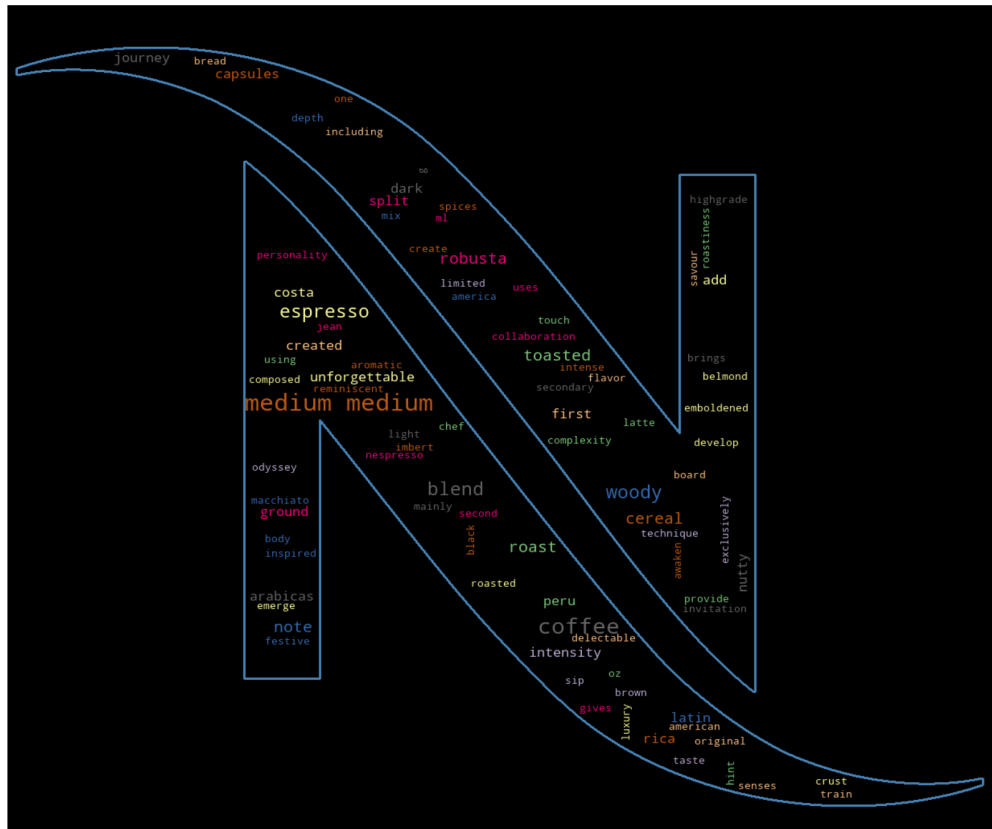 journey
bread
capsules
one
depth
including
8
dark
split
spices
mix
ml
highgrade
roastiness
savour
add
create
robusta
personality
limited
uses
america
costa
espresso
jean
touch
created
collaboration
using
aromatic
toasted
brings
composed
unforgettable
intense
flavor
belmond
reminiscent
secondary
medium medium
first
emboldened
light
chef
latte
imbert
complexity
develop
nespresso
odyssey
board
macchiato
blend
woody
ground
mainly
second
cereal
technique
exclusively
body
black
roast
inspired
awaken
nutty
roasted
arabicas
peru
provide
emerge
invitation
note
coffee
festive
delectable
intensity
oz
sip
brown
gives
luxury
latin
american
rica
original
taste
hint
senses
crust
train